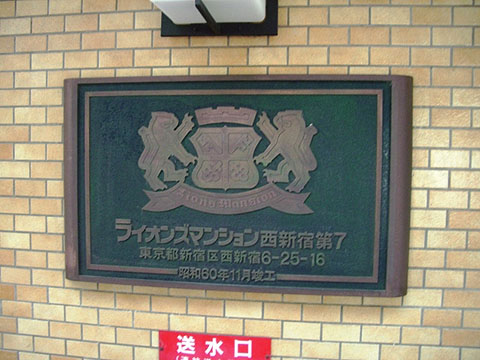 Lions Mansion
ライオンズマンション西新宿第7
東京都新宿区西新宿6-25-16
昭和60年11月竣工
送水口